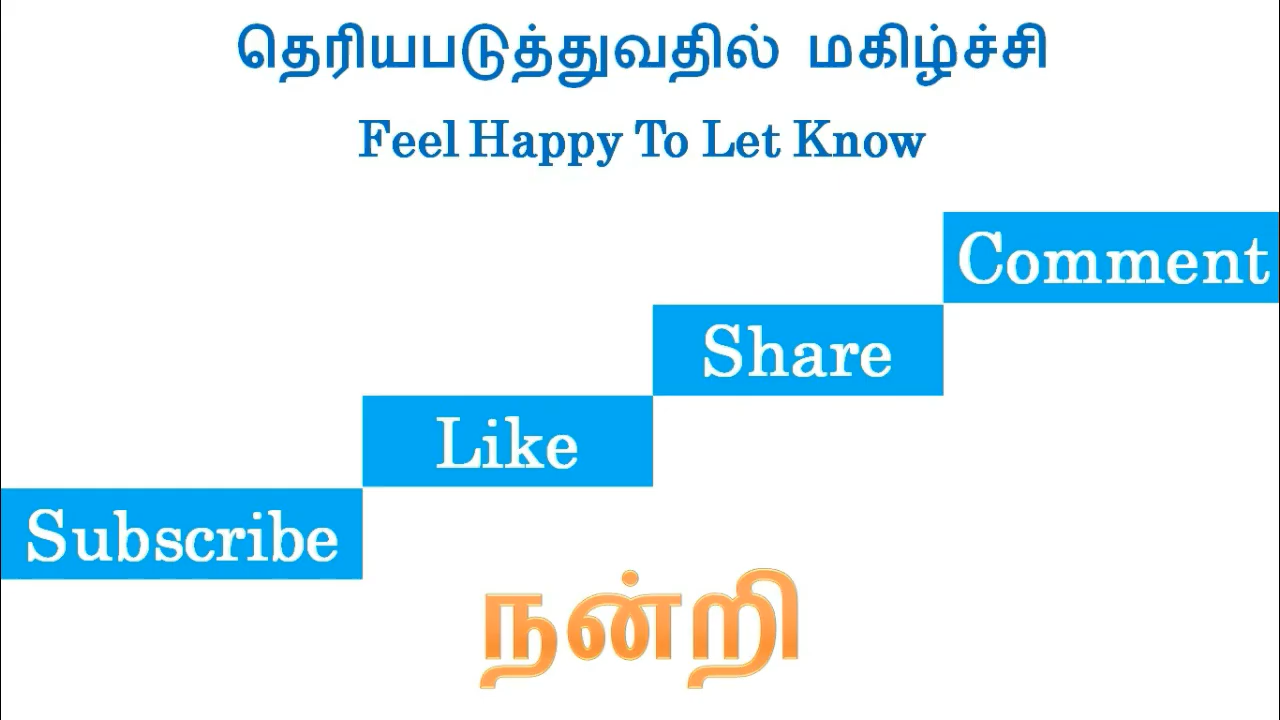 தெரியபடுத்துவதில் மகிழ்ச்சி
Feel Happy To Let Know
Comment
Share
Like
Subscribe
நன்றி